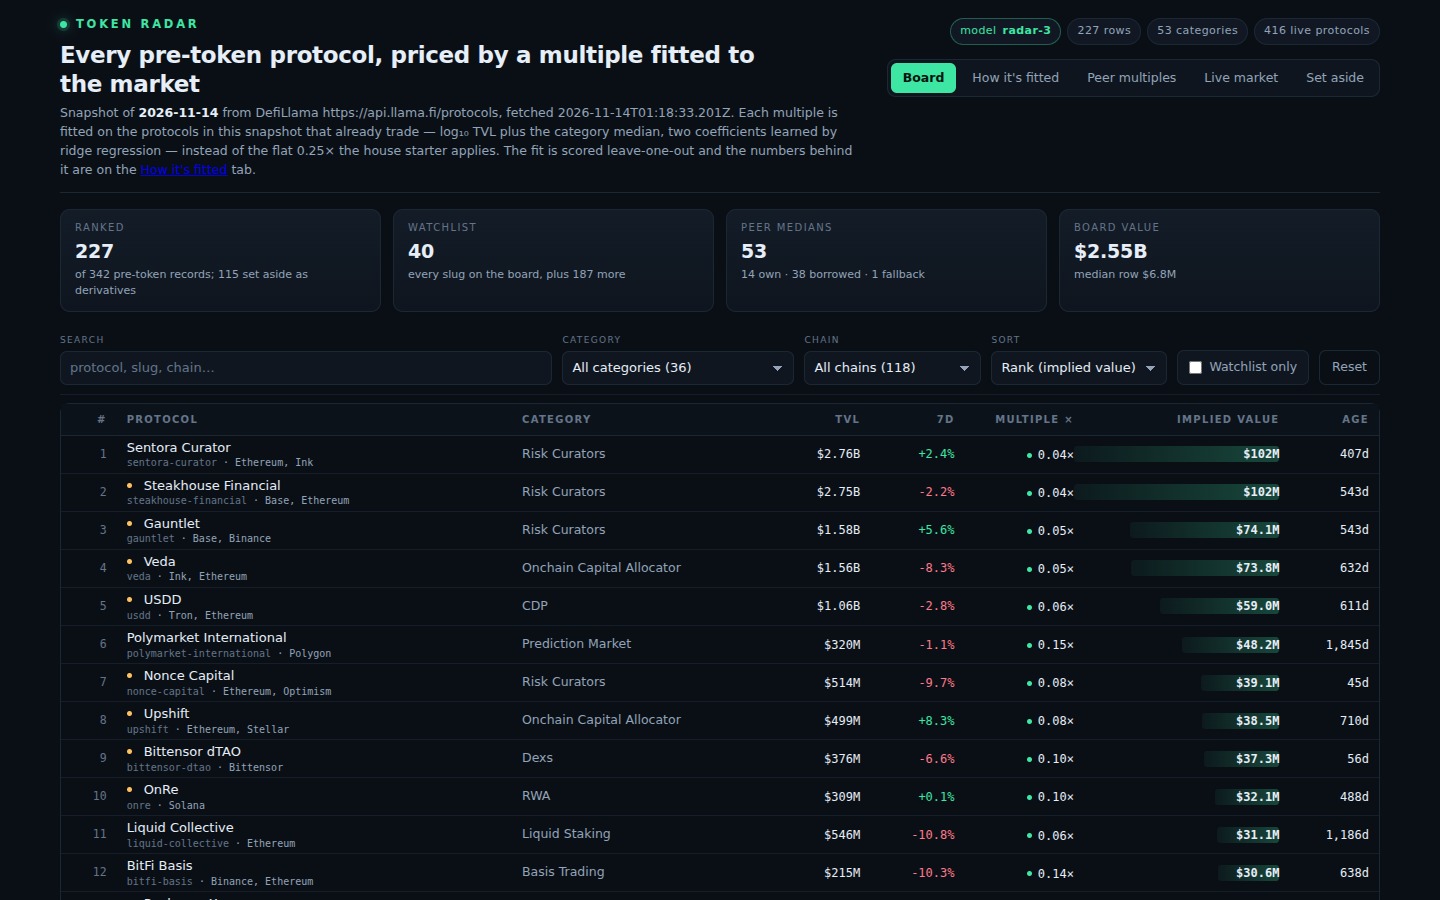 TOKEN RADAR
Every pre-token protocol, priced by a multiple fitted to
the market
Snapshot of 2026-11-14 from DefiLlama https://api.llama.fi/protocols, fetched 2026-11-14T01:18:33.201Z. Each multiple is
fitted on the protocols in this snapshot that already trade — log₁₀ TVL plus the category median, two coefficients learned by
ridge regression — instead of the flat 0.25× the house starter applies. The fit is scored leave-one-out and the numbers behind
it are on the How it's fitted tab.
model radar-3 227 rows 53 categories 416 live protocols
Board How it's fitted Peer multiples Live market Set aside
RANKED
227
of 342 pre-token records; 115 set aside as
derivatives
WATCHLIST
40
every slug on the board, plus 187 more
PEER MEDIANS
53
14 own · 38 borrowed · 1 fallback
BOARD VALUE
$2.55B
median row $6.8M
SEARCH CATEGORY CHAIN SORT
protocol, slug, chain… All categories (36) All chains (118) Rank (implied value) Watchlist only Reset
# PROTOCOL CATEGORY TVL 7D MULTIPLE × IMPLIED VALUE AGE
1 Sentora Curator Risk Curators $2.76B +2.4% 0.04× $102M 407d
sentora-curator · Ethereum, Ink
2 Steakhouse Financial Risk Curators $2.75B -2.2% 0.04× $102M 543d
steakhouse-financial · Base, Ethereum
3 Gauntlet Risk Curators $1.58B +5.6% 0.05× $74.1M 543d
gauntlet · Base, Binance
4 Veda Onchain Capital Allocator $1.56B -8.3% 0.05× $73.8M 632d
veda · Ink, Ethereum
5 USDD CDP $1.06B -2.8% 0.06× $59.0M 611d
usdd · Tron, Ethereum
6 Polymarket International Prediction Market $320M -1.1% 0.15× $48.2M 1,845d
polymarket-international · Polygon
7 Nonce Capital Risk Curators $514M -9.7% 0.08× $39.1M 45d
nonce-capital · Ethereum, Optimism
8 Upshift Onchain Capital Allocator $499M +8.3% 0.08× $38.5M 710d
upshift · Ethereum, Stellar
9 Bittensor dTAO Dexs $376M -6.6% 0.10× $37.3M 56d
bittensor-dtao · Bittensor
10 OnRe RWA $309M +0.1% 0.10× $32.1M 488d
onre · Solana
11 Liquid Collective Liquid Staking $546M -10.8% 0.06× $31.1M 1,186d
liquid-collective · Ethereum
12 BitFi Basis Basis Trading $215M -10.3% 0.14× $30.6M 638d
bitfi-basis · Binance, Ethereum